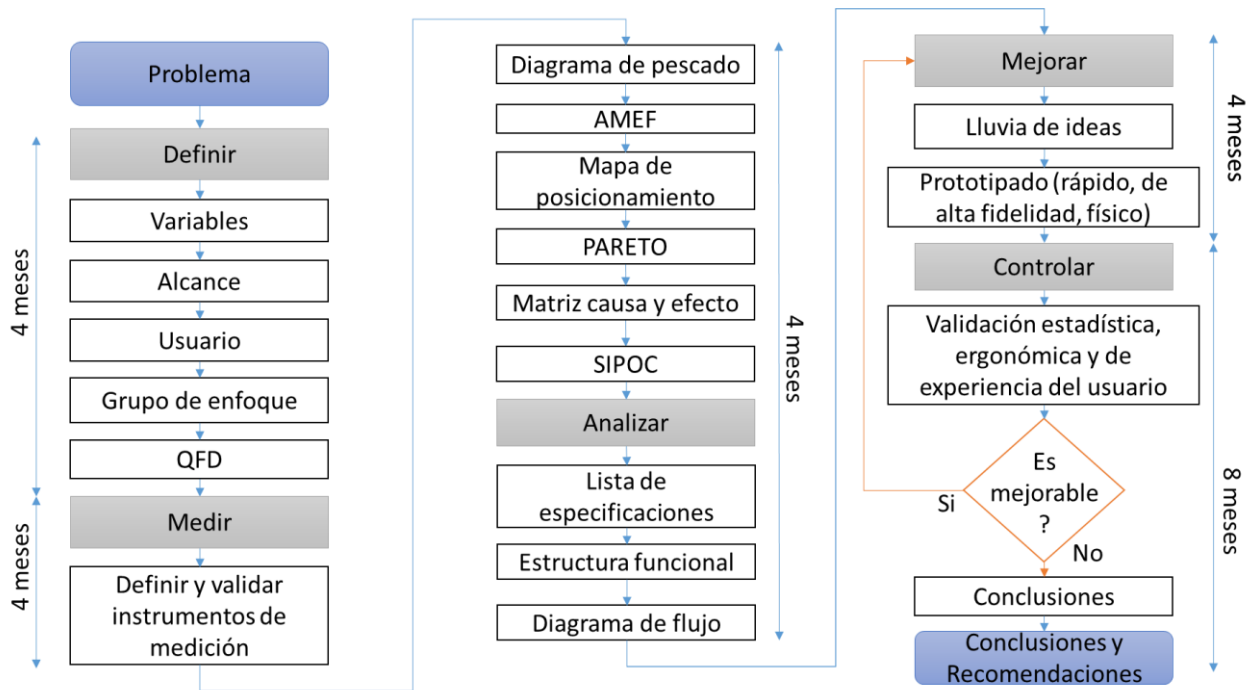 Problema
Definir
Variables
Alcance
Usuario
Grupo de enfoque
QFD
4 meses
Medir
Definir y validar
instrumentos de
medición
4 meses
Diagrama de pescado
AMEF
Mapa de
posicionamiento
PARETO
Matriz causa y efecto
SIPOC
Analizar
Lista de
especificaciones
Estructura funcional
Diagrama de flujo
4 meses
Mejorar
Lluvia de ideas
Prototipado (rápido, de
alta fidelidad, físico)
4 meses
Controlar
Validación estadística,
ergonómica y de
experiencia del usuario
Es
mejorable
?
Si
No
Conclusiones
Conclusiones y
Recomendaciones
8 meses